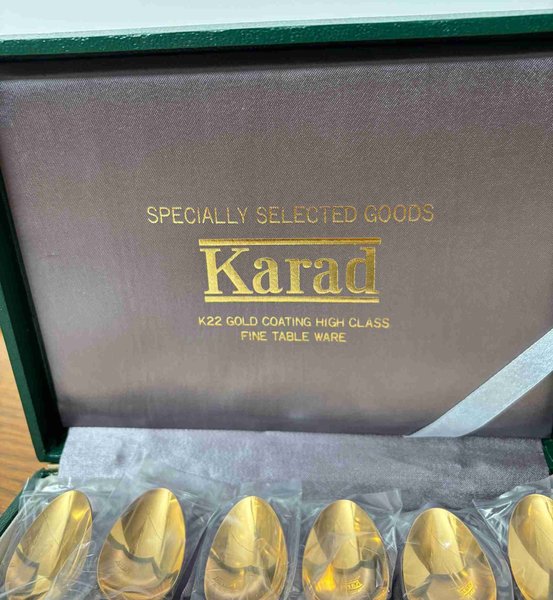 SPECIALLY SELECTED GOODS
Karad
K22 GOLD COATING HIGH CLASS
FINE TABLE WARE